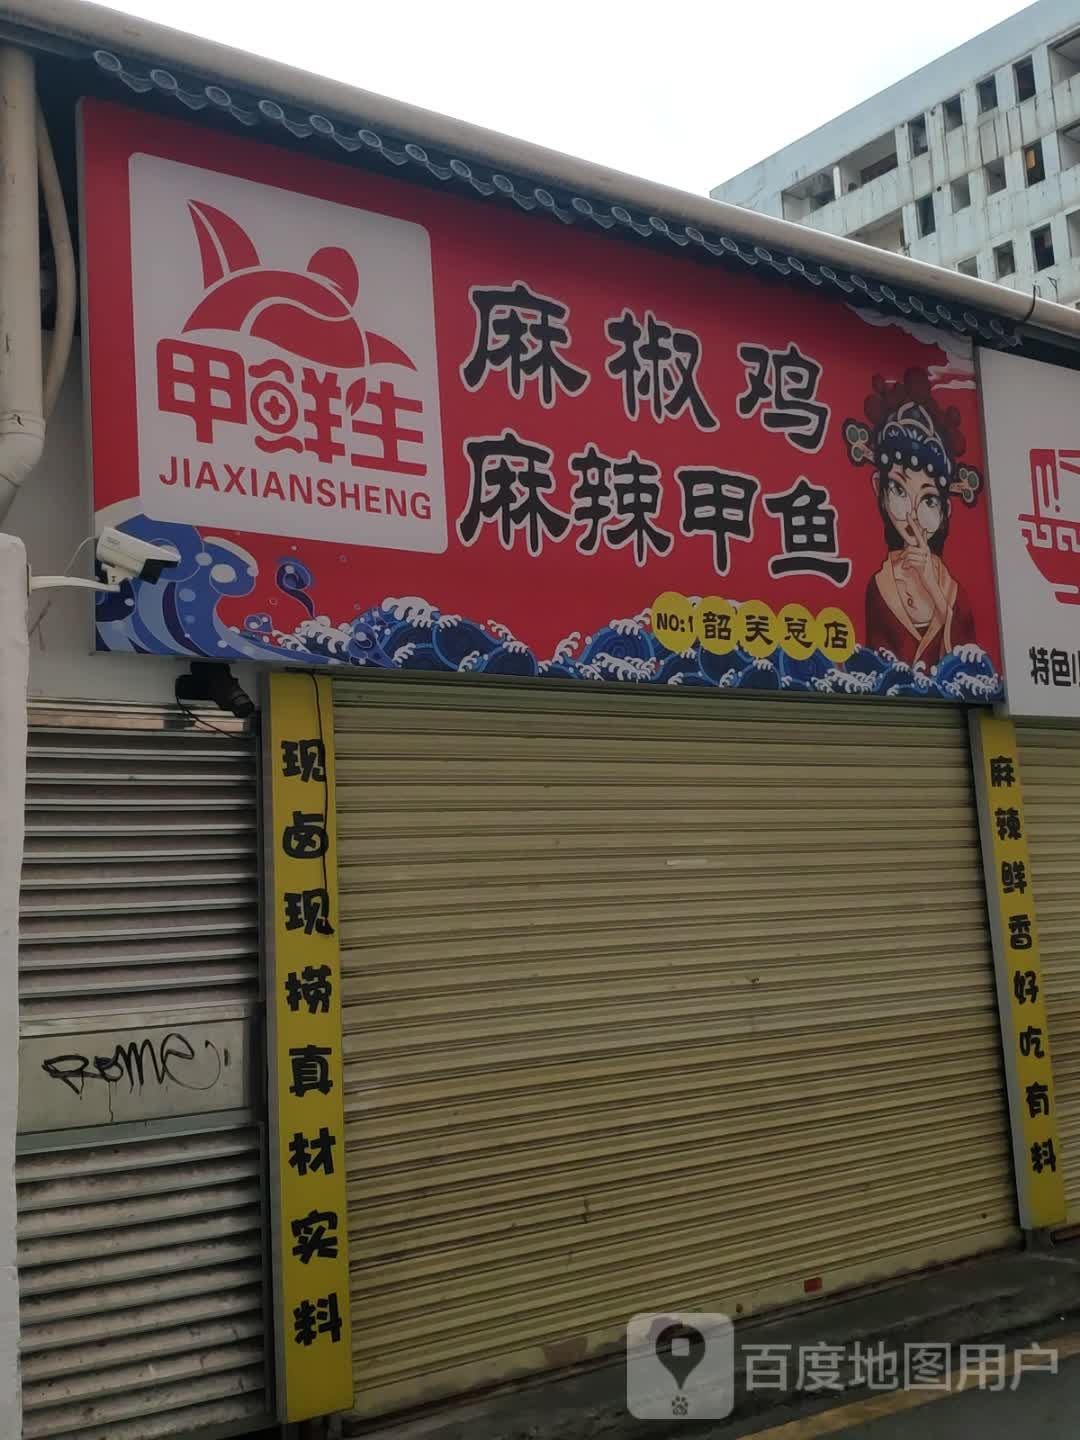 甲鲜生
JIAXIANSHENG
麻椒鸡
麻辣甲鱼
NO:1韶关总店
特色小
现卤现捞真材实料
麻辣鲜香好吃有料
百度地图用户